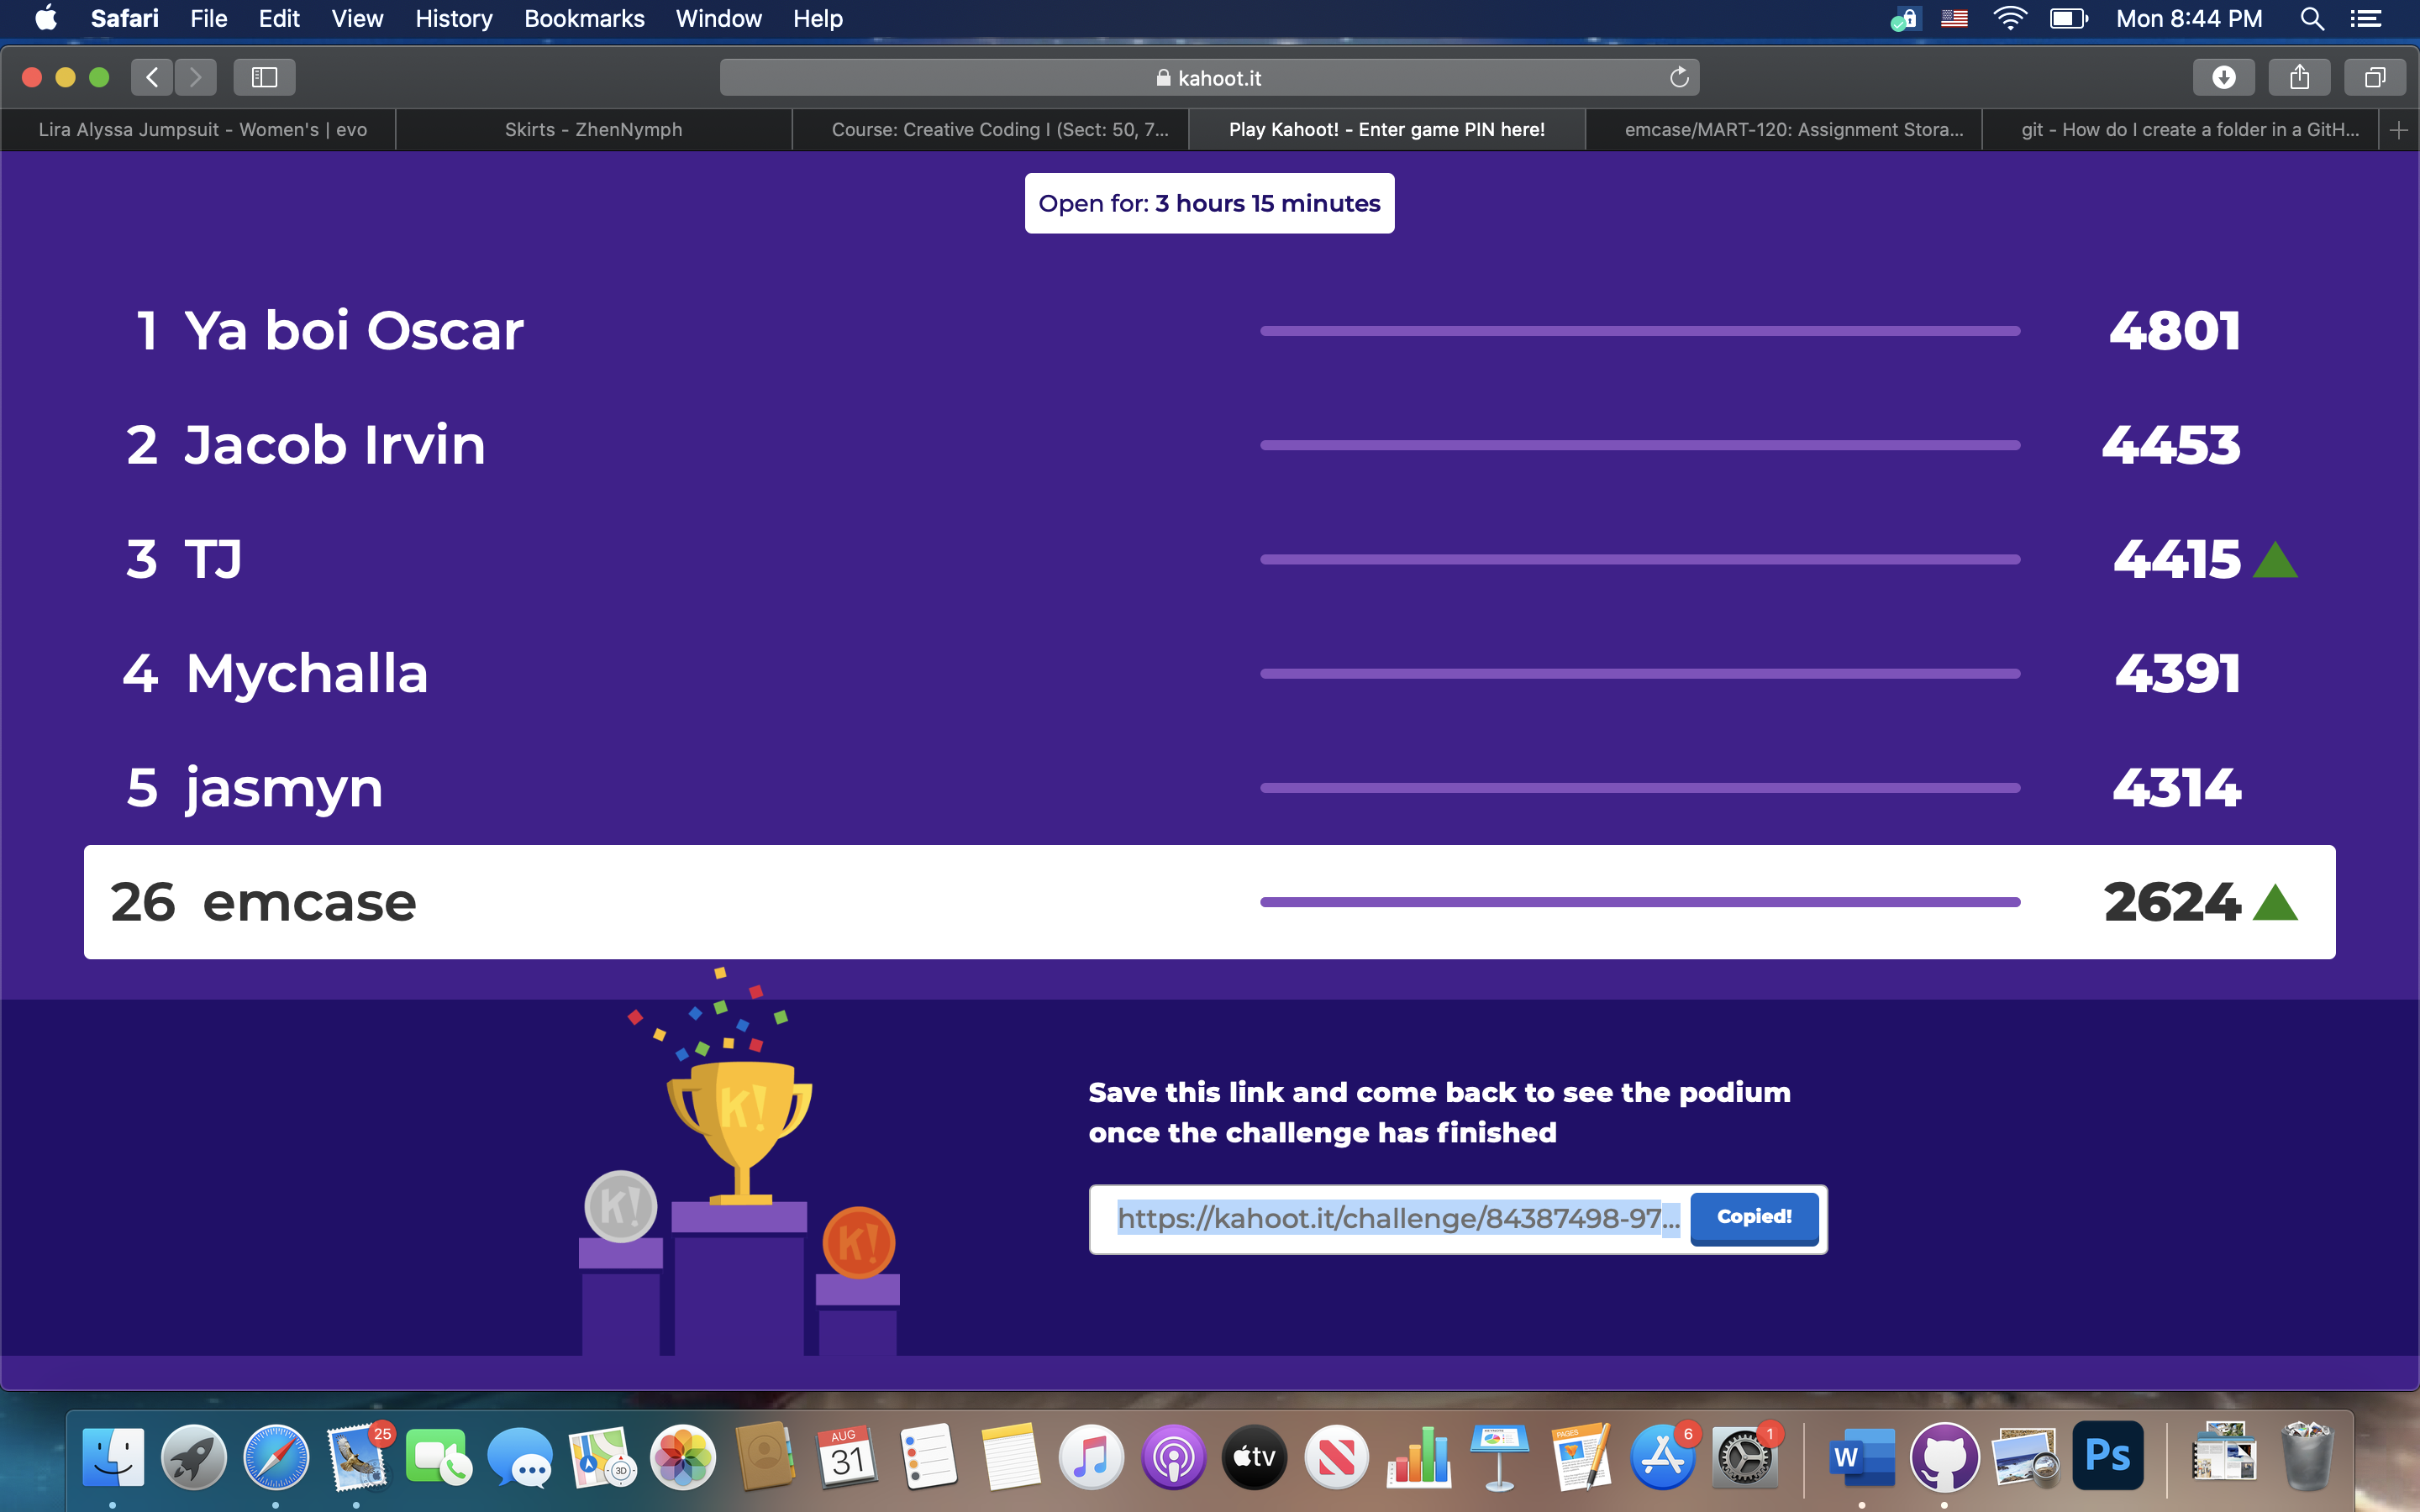 Safari File Edit View History Bookmarks Window Help Mon 8:44 PM
kahoot.it
Lira Alyssa Jumpsuit - Women's | evo
Skirts - ZhenNymph
Course: Creative Coding I (Sect: 50, 7...
Play Kahoot! - Enter game PIN here!
emcase/MART-120: Assignment Stora...
git - How do I create a folder in a GitH...
Open for: 3 hours 15 minutes
1 Ya boi Oscar 4801
2 Jacob Irvin 4453
3 TJ 4415
4 Mychalla 4391
5 jasmyn 4314
26 emcase 2624
K!
K!
K!
Save this link and come back to see the podium
once the challenge has finished
https://kahoot.it/challenge/84387498-97...
Copied!
25
3D
AUG
31
tv
PAGES
6
1
W
Ps